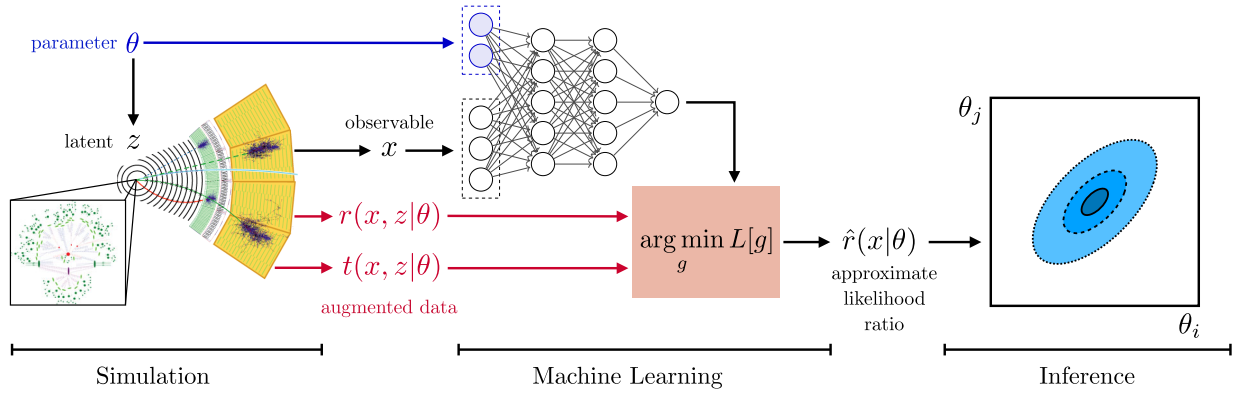 parameter θ
latent z
observable
x
r(x, z|θ)
t(x, z|θ)
augmented data
arg min L[g]
g
r̂(x|θ)
approximate
likelihood
ratio
θj
θi
Simulation
Machine Learning
Inference